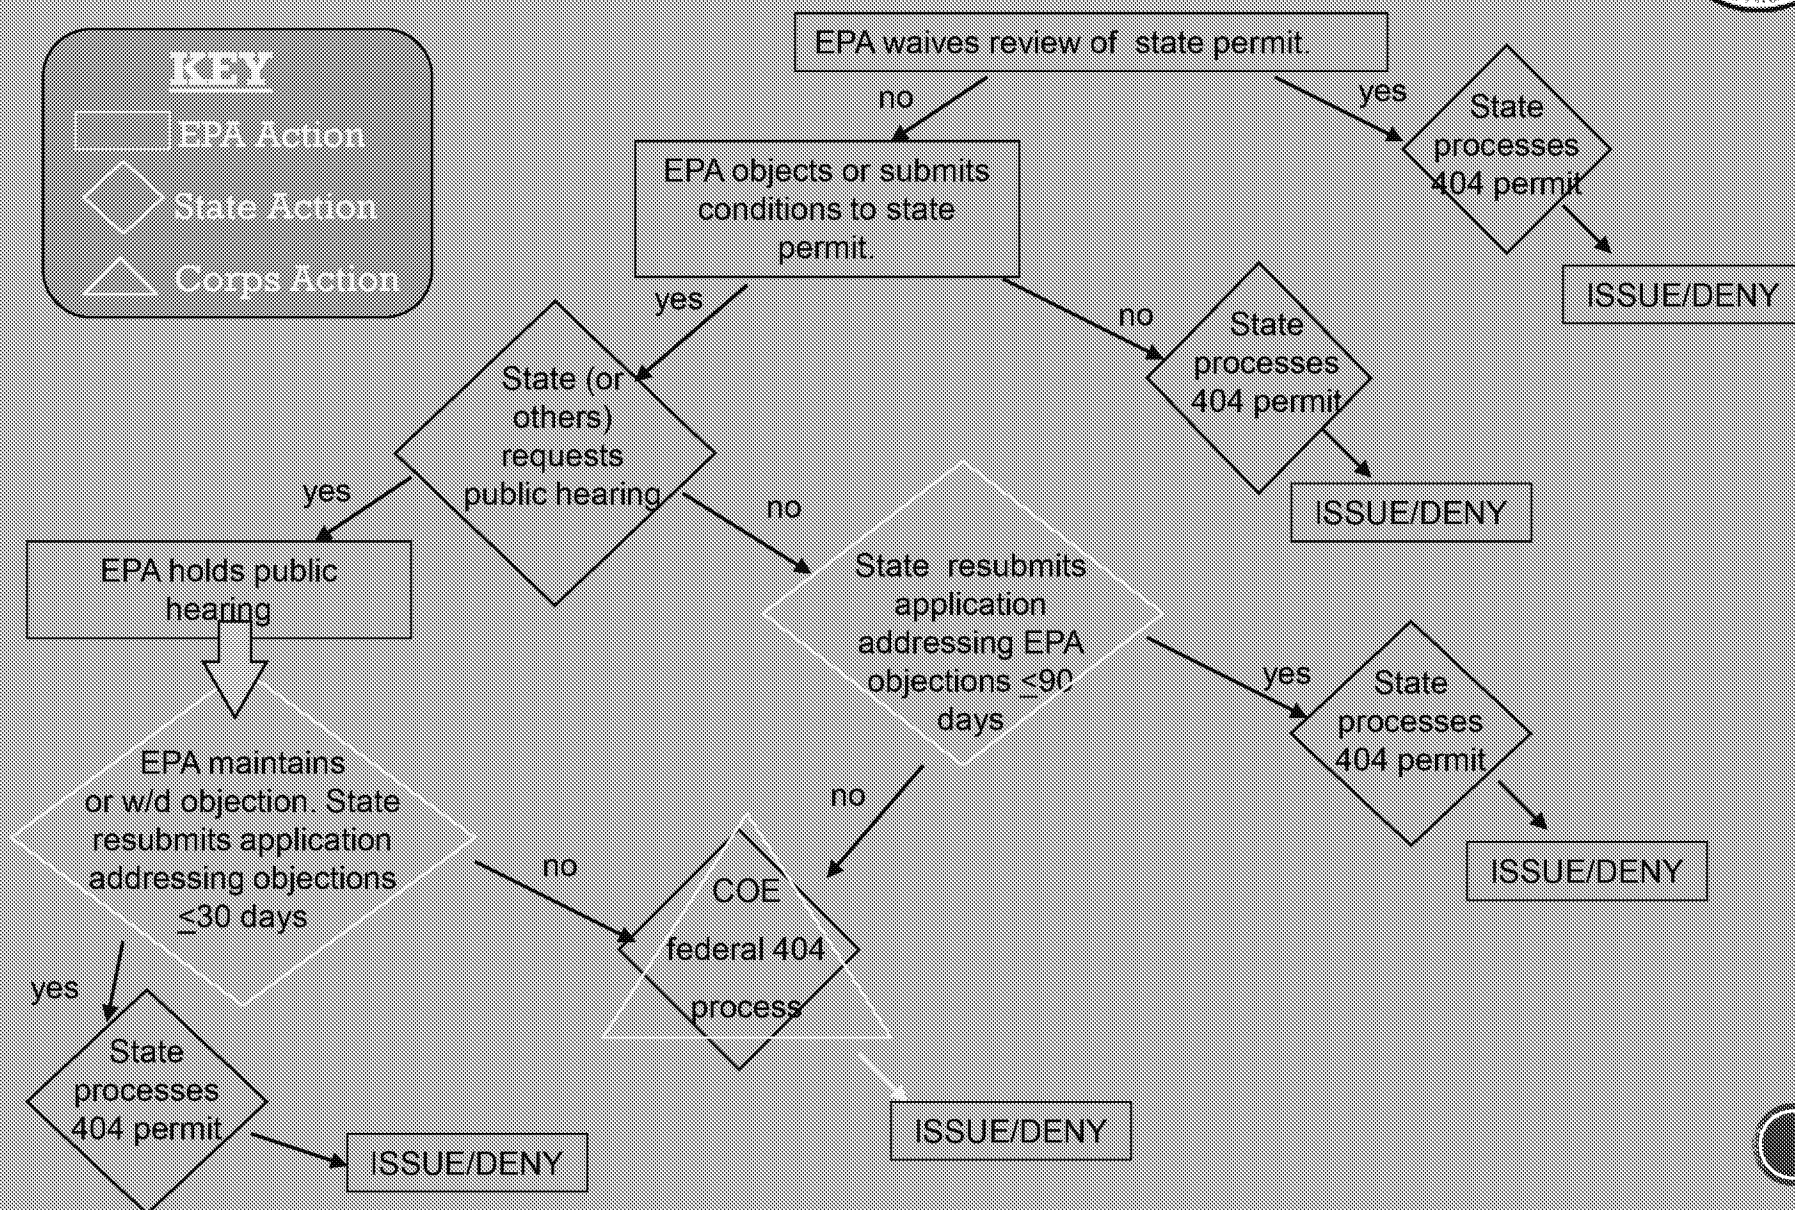 KEY
EPA Action
State Action
Corps Action
EPA waives review of state permit.
no
yes
State
processes
404 permit
ISSUE/DENY
EPA objects or submits
conditions to state
permit.
yes
no
State
processes
404 permit
ISSUE/DENY
State (or
others)
requests
public hearing
yes
no
EPA holds public
hearing
State resubmits
application
addressing EPA
objections ≤90
days
yes
State
processes
404 permit
ISSUE/DENY
no
EPA maintains
or w/d objection. State
resubmits application
addressing objections
≤30 days
no
COE
federal 404
process
ISSUE/DENY
yes
State
processes
404 permit
ISSUE/DENY